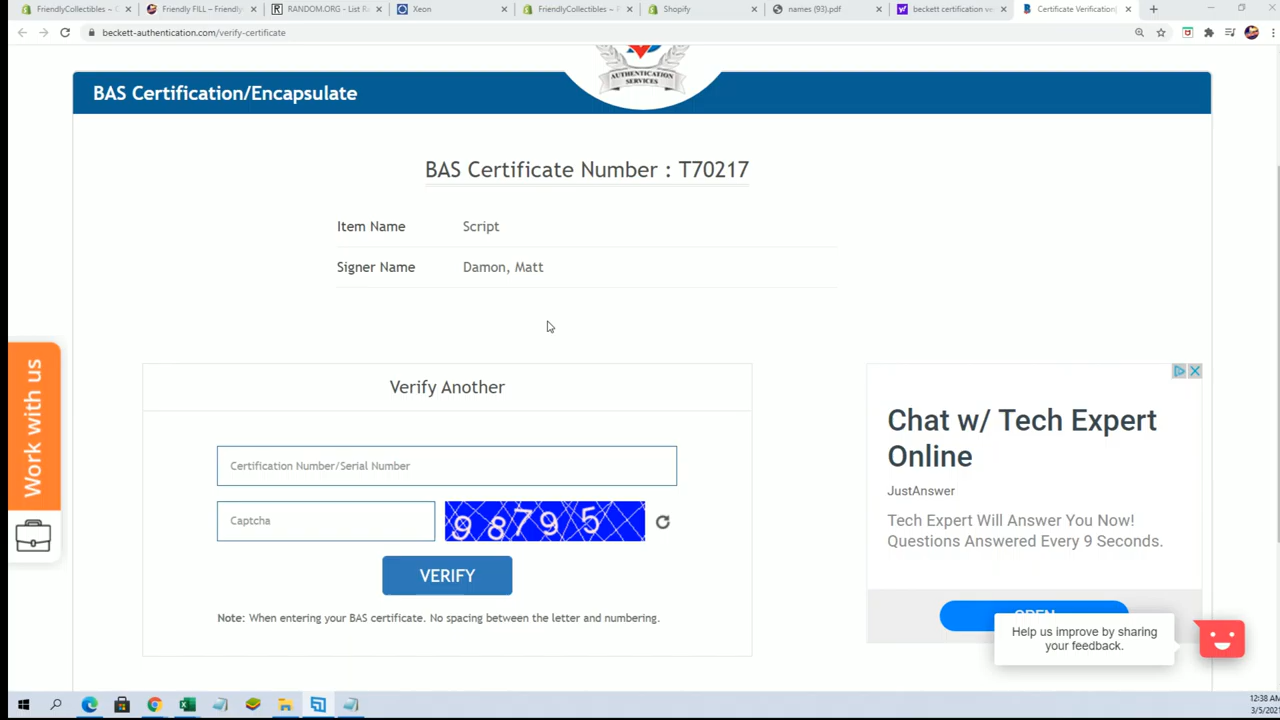 FriendlyCollectibles ~ C
Friendly FILL – Friendly
RANDOM.ORG - List Ra
Xeon
FriendlyCollectibles ~ P
Shopify
names (93).pdf
beckett certification ve
Certificate Verification|
beckett-authentication.com/verify-certificate
AUTHENTICATION
SERVICES
BAS Certification/Encapsulate
BAS Certificate Number : T70217
Item Name Script
Signer Name Damon, Matt
Work with us
Verify Another
Certification Number/Serial Number
Captcha
98795
VERIFY
Note: When entering your BAS certificate. No spacing between the letter and numbering.
Chat w/ Tech Expert
Online
JustAnswer
Tech Expert Will Answer You Now!
Questions Answered Every 9 Seconds.
OPEN
Help us improve by sharing
your feedback.
12:38 AM
3/5/202